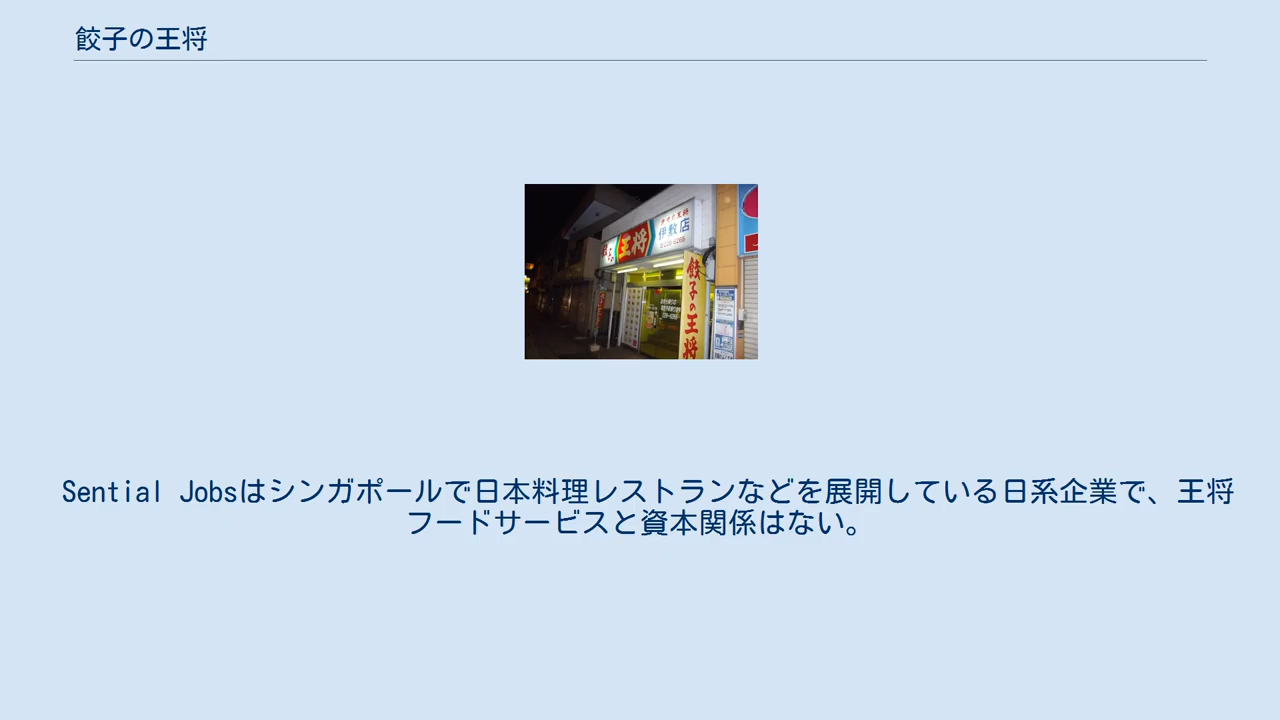 餃子の王将
王将
伊敷店
餃子の王将
Sential Jobsはシンガポールで日本料理レストランなどを展開している日系企業で、王将
フードサービスと資本関係はない。